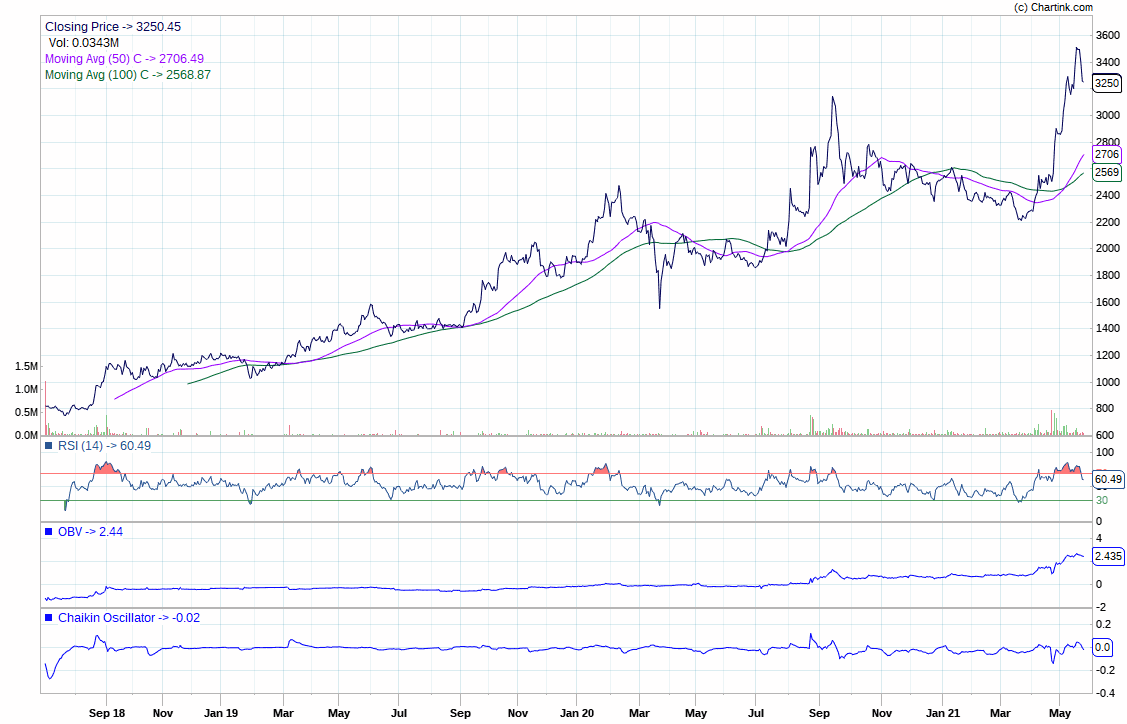 (c) Chartink.com
Closing Price -> 3250.45
Vol: 0.0343M
Moving Avg (50) C -> 2706.49
Moving Avg (100) C -> 2568.87
3600
3400
3250
3000
2800
2706
2569
2400
2200
2000
1800
1600
1400
1200
1000
800
600
1.5M
1.0M
0.5M
0.0M
RSI (14) -> 60.49
100
60.49
30
0
OBV -> 2.44
4
2.435
0
-2
Chaikin Oscillator -> -0.02
0.2
0.0
-0.2
-0.4
Sep 18 Nov Jan 19 Mar May Jul Sep Nov Jan 20 Mar May Jul Sep Nov Jan 21 Mar May